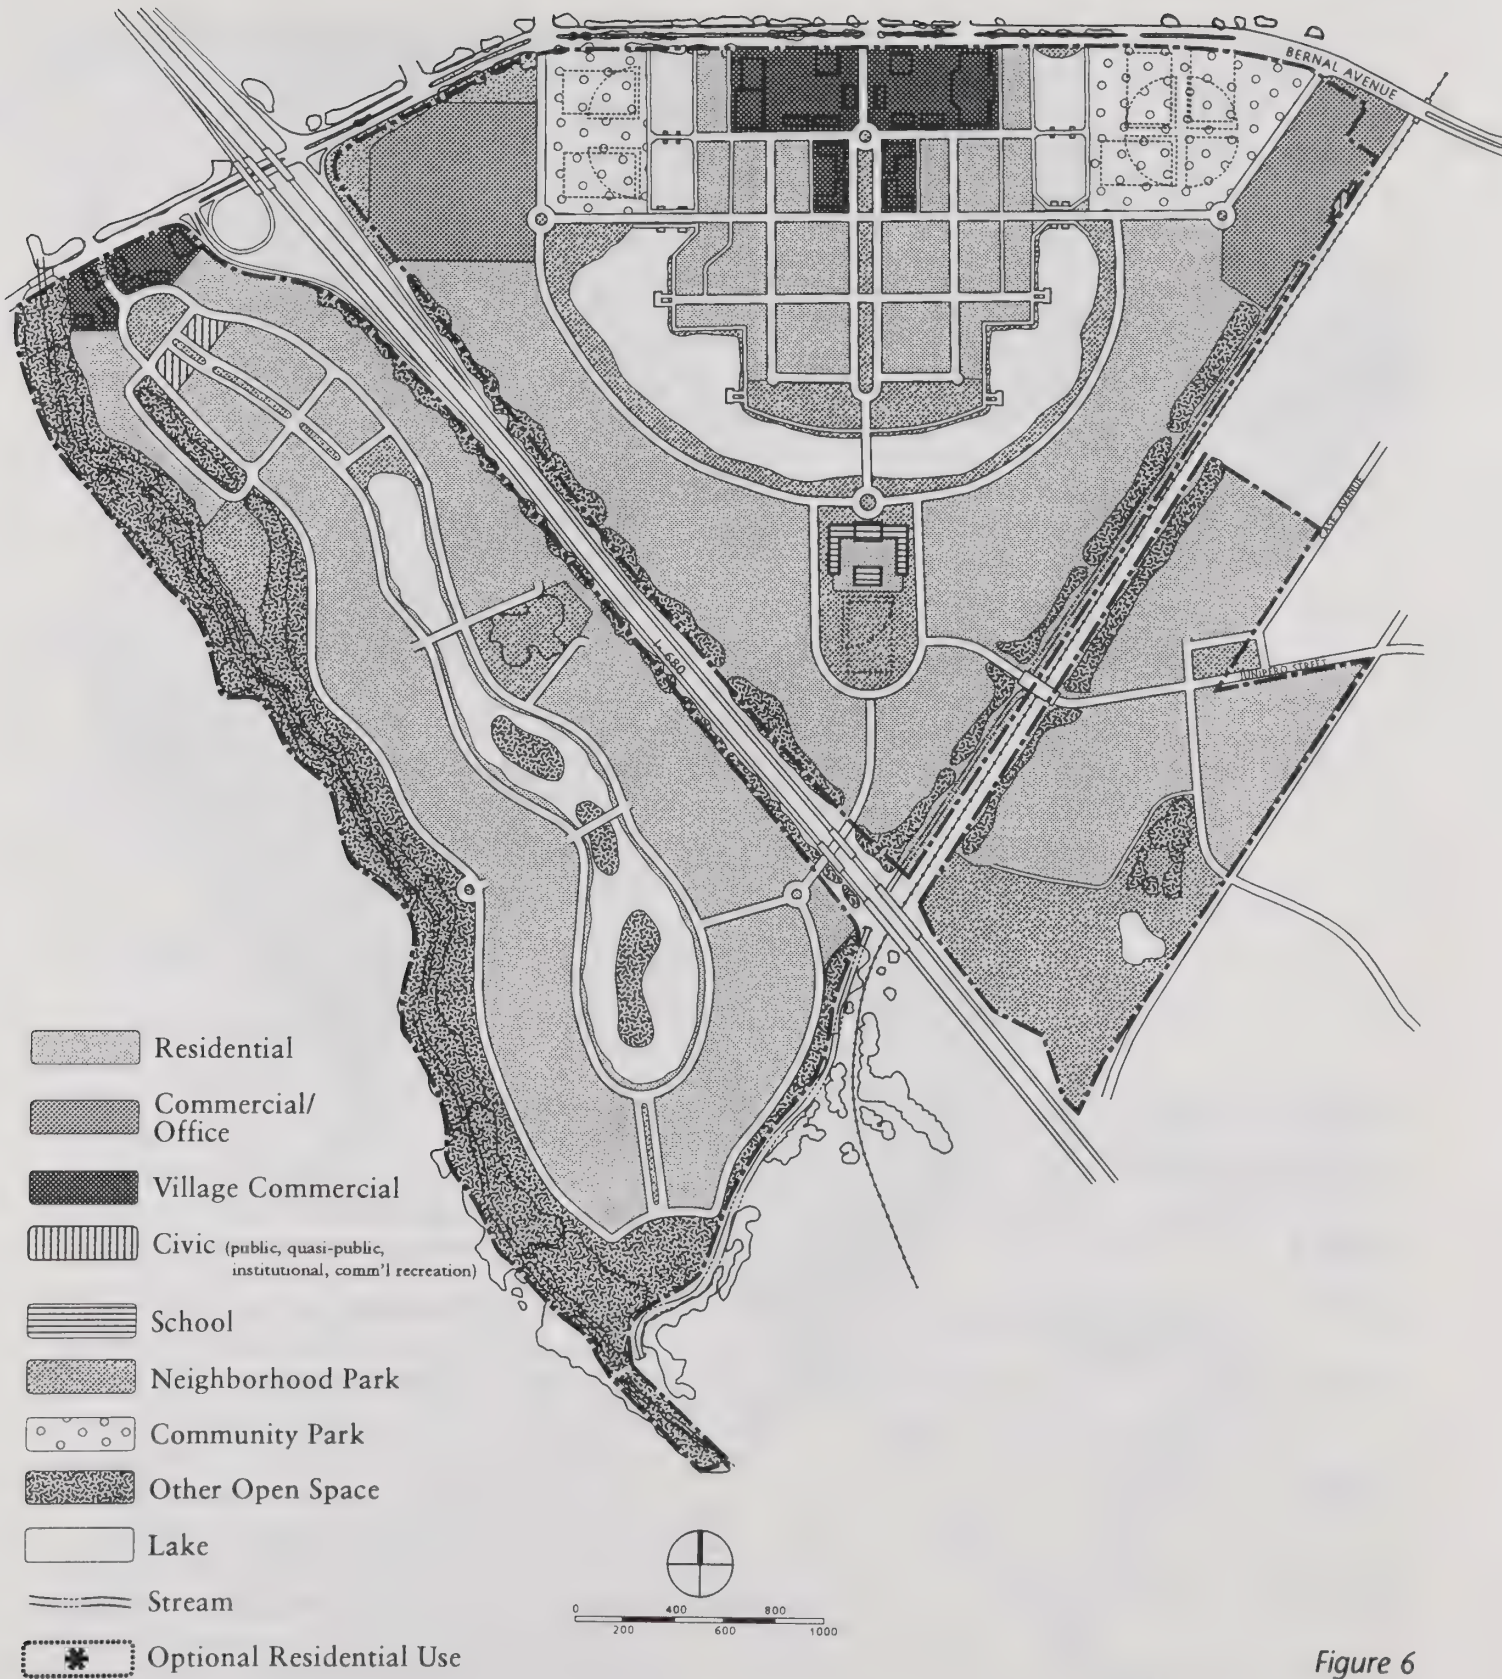 BERNAL AVENUE
CASE AVENUE
JUNIPERO STREET
I-680
Residential
Commercial/
Office
Village Commercial
Civic (public, quasi-public,
institutional, comm'l recreation)
School
Neighborhood Park
Community Park
Other Open Space
Lake
Stream
Optional Residential Use
0 400 800
200 600 1000
Figure 6